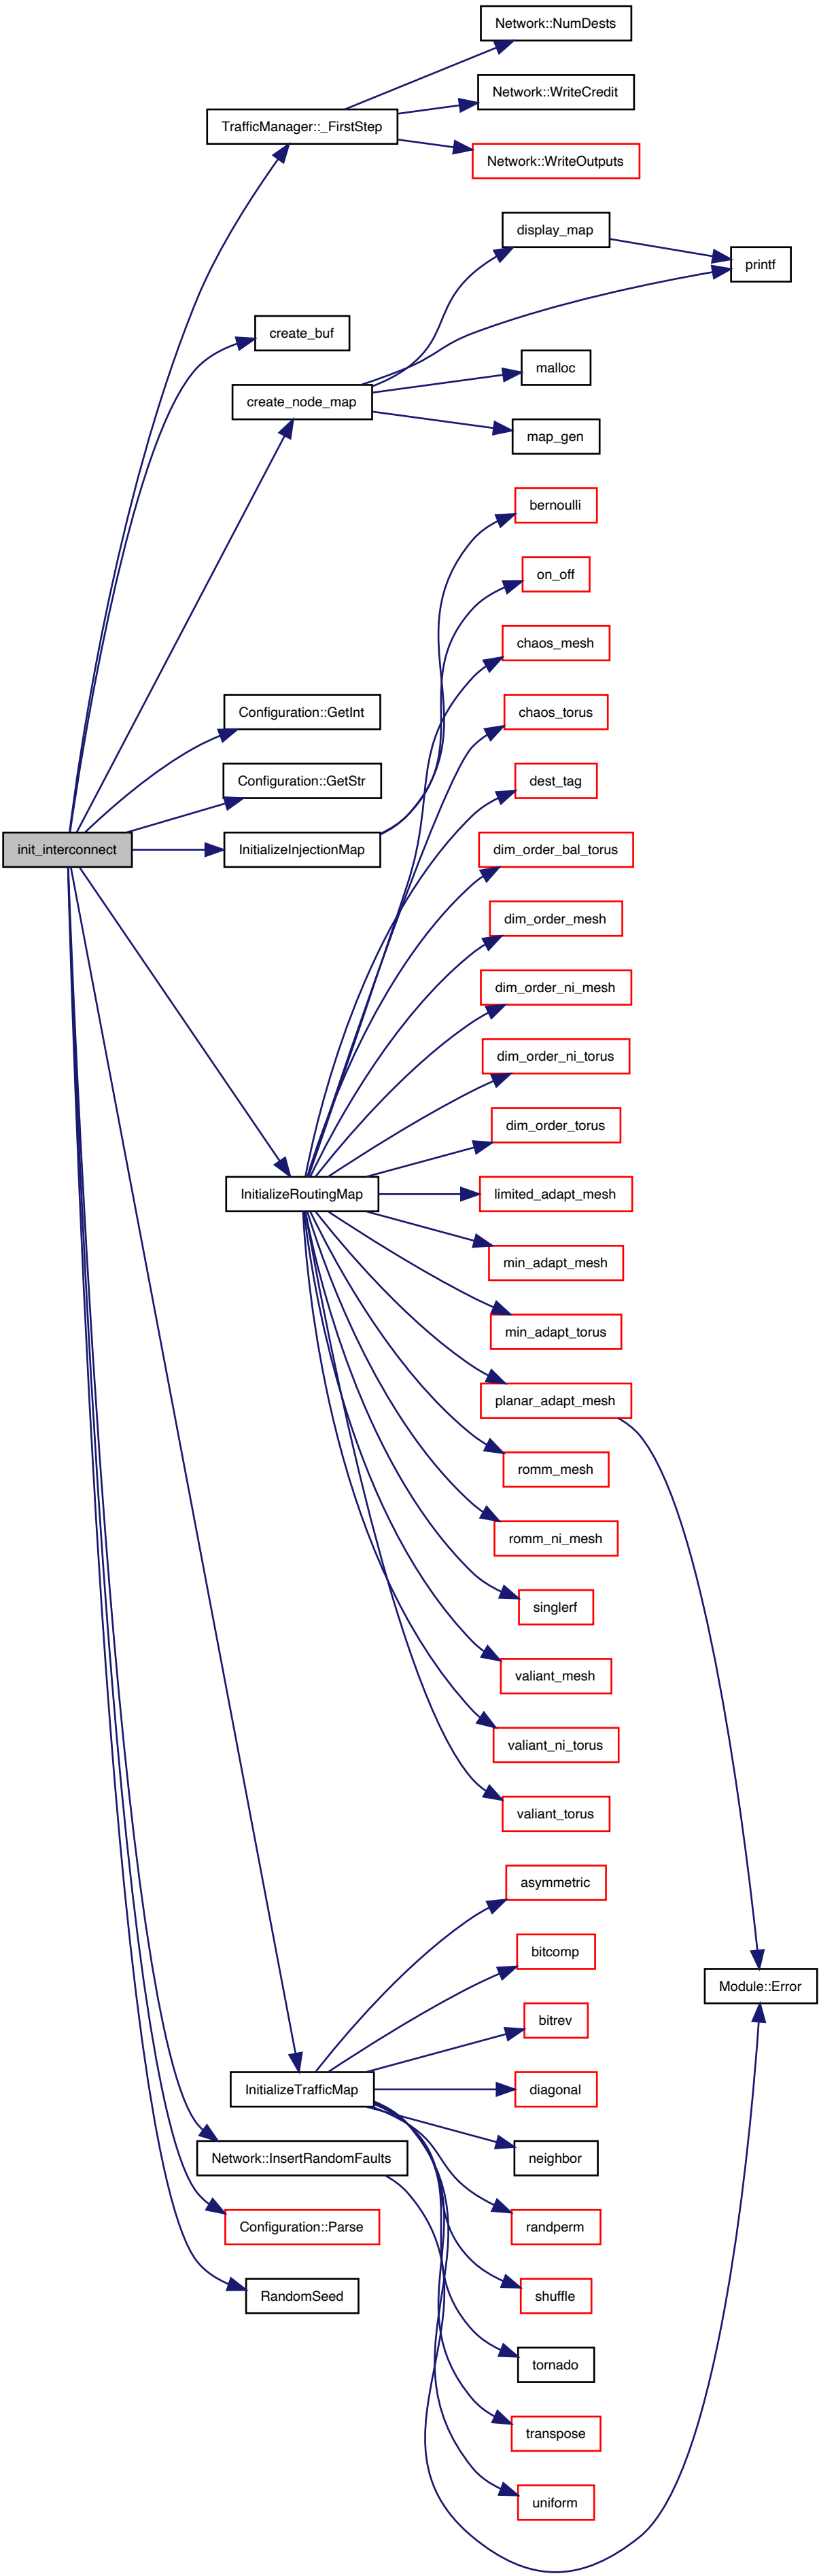 Network::NumDests
Network::WriteCredit
TrafficManager::_FirstStep
Network::WriteOutputs
display_map
printf
create_buf
malloc
create_node_map
map_gen
bernoulli
on_off
chaos_mesh
Configuration::GetInt
chaos_torus
Configuration::GetStr
dest_tag
init_interconnect
InitializeInjectionMap
dim_order_bal_torus
dim_order_mesh
dim_order_ni_mesh
dim_order_ni_torus
dim_order_torus
InitializeRoutingMap
limited_adapt_mesh
min_adapt_mesh
min_adapt_torus
planar_adapt_mesh
romm_mesh
romm_ni_mesh
singlerf
valiant_mesh
valiant_ni_torus
valiant_torus
asymmetric
bitcomp
Module::Error
bitrev
InitializeTrafficMap
diagonal
Network::InsertRandomFaults
neighbor
Configuration::Parse
randperm
RandomSeed
shuffle
tornado
transpose
uniform